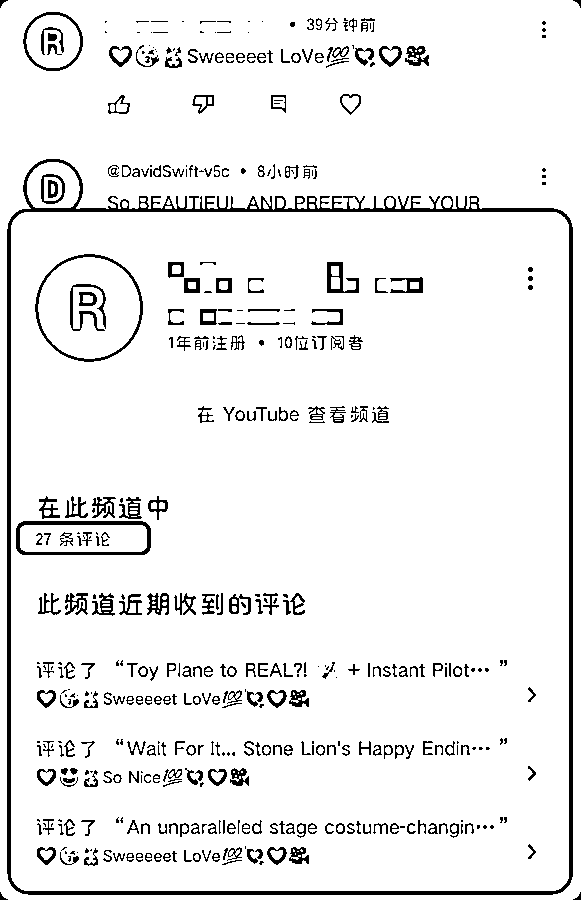 R
• 39分钟前
♡😘💃Sweeeeet LoVe💯💘♡🎥
D
@DavidSwift-v5c • 8小时前
So BEAUTIFUL AND PREETY LOVE YOUR
R
1年前注册 • 10位订阅者
在 YouTube 查看频道
在此频道中
27 条评论
此频道近期收到的评论
评论了 “Toy Plane to REAL?! 🪄 + Instant Pilot… ”
Sweeeeet LoVe💯
评论了 “Wait For It... Stone Lion's Happy Endin… ”
So Nice💯
评论了 “An unparalleled stage costume-changin… ”
Sweeeeet LoVe💯